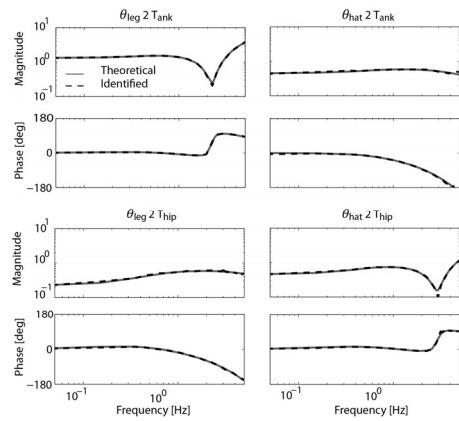 θleg 2 Tank
θhat 2 Tank
Magnitude
10¹
10⁰
10⁻¹
Theoretical
Identified
Phase [deg]
180
−180
θleg 2 Thip
θhat 2 Thip
Magnitude
10¹
10⁰
10⁻¹
Phase [deg]
180
−180
10⁻¹
10⁰
10⁻¹
10⁰
Frequency [Hz]
Frequency [Hz]